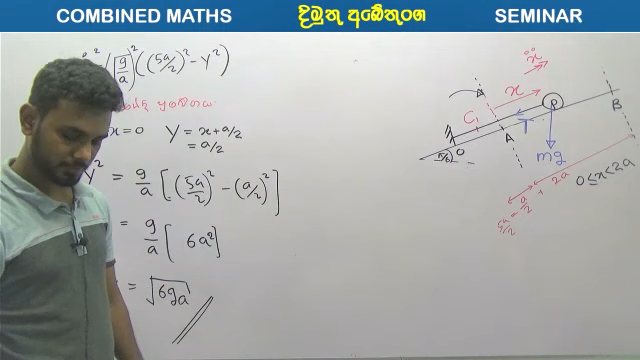 COMBINED MATHS දිමුතු අබේතුංග SEMINAR
(√g/a)² ((5a/2)² - Y²)
x=0 Y = x+a/2
= a/2
Y² = g/a [(5a/2)² - (a/2)²]
= g/a [6a²]
= √6ga
ẍ
x
A
C
P
B
T
A
O
mg
0≤x<2a
5a/2 = a/2 + 2a